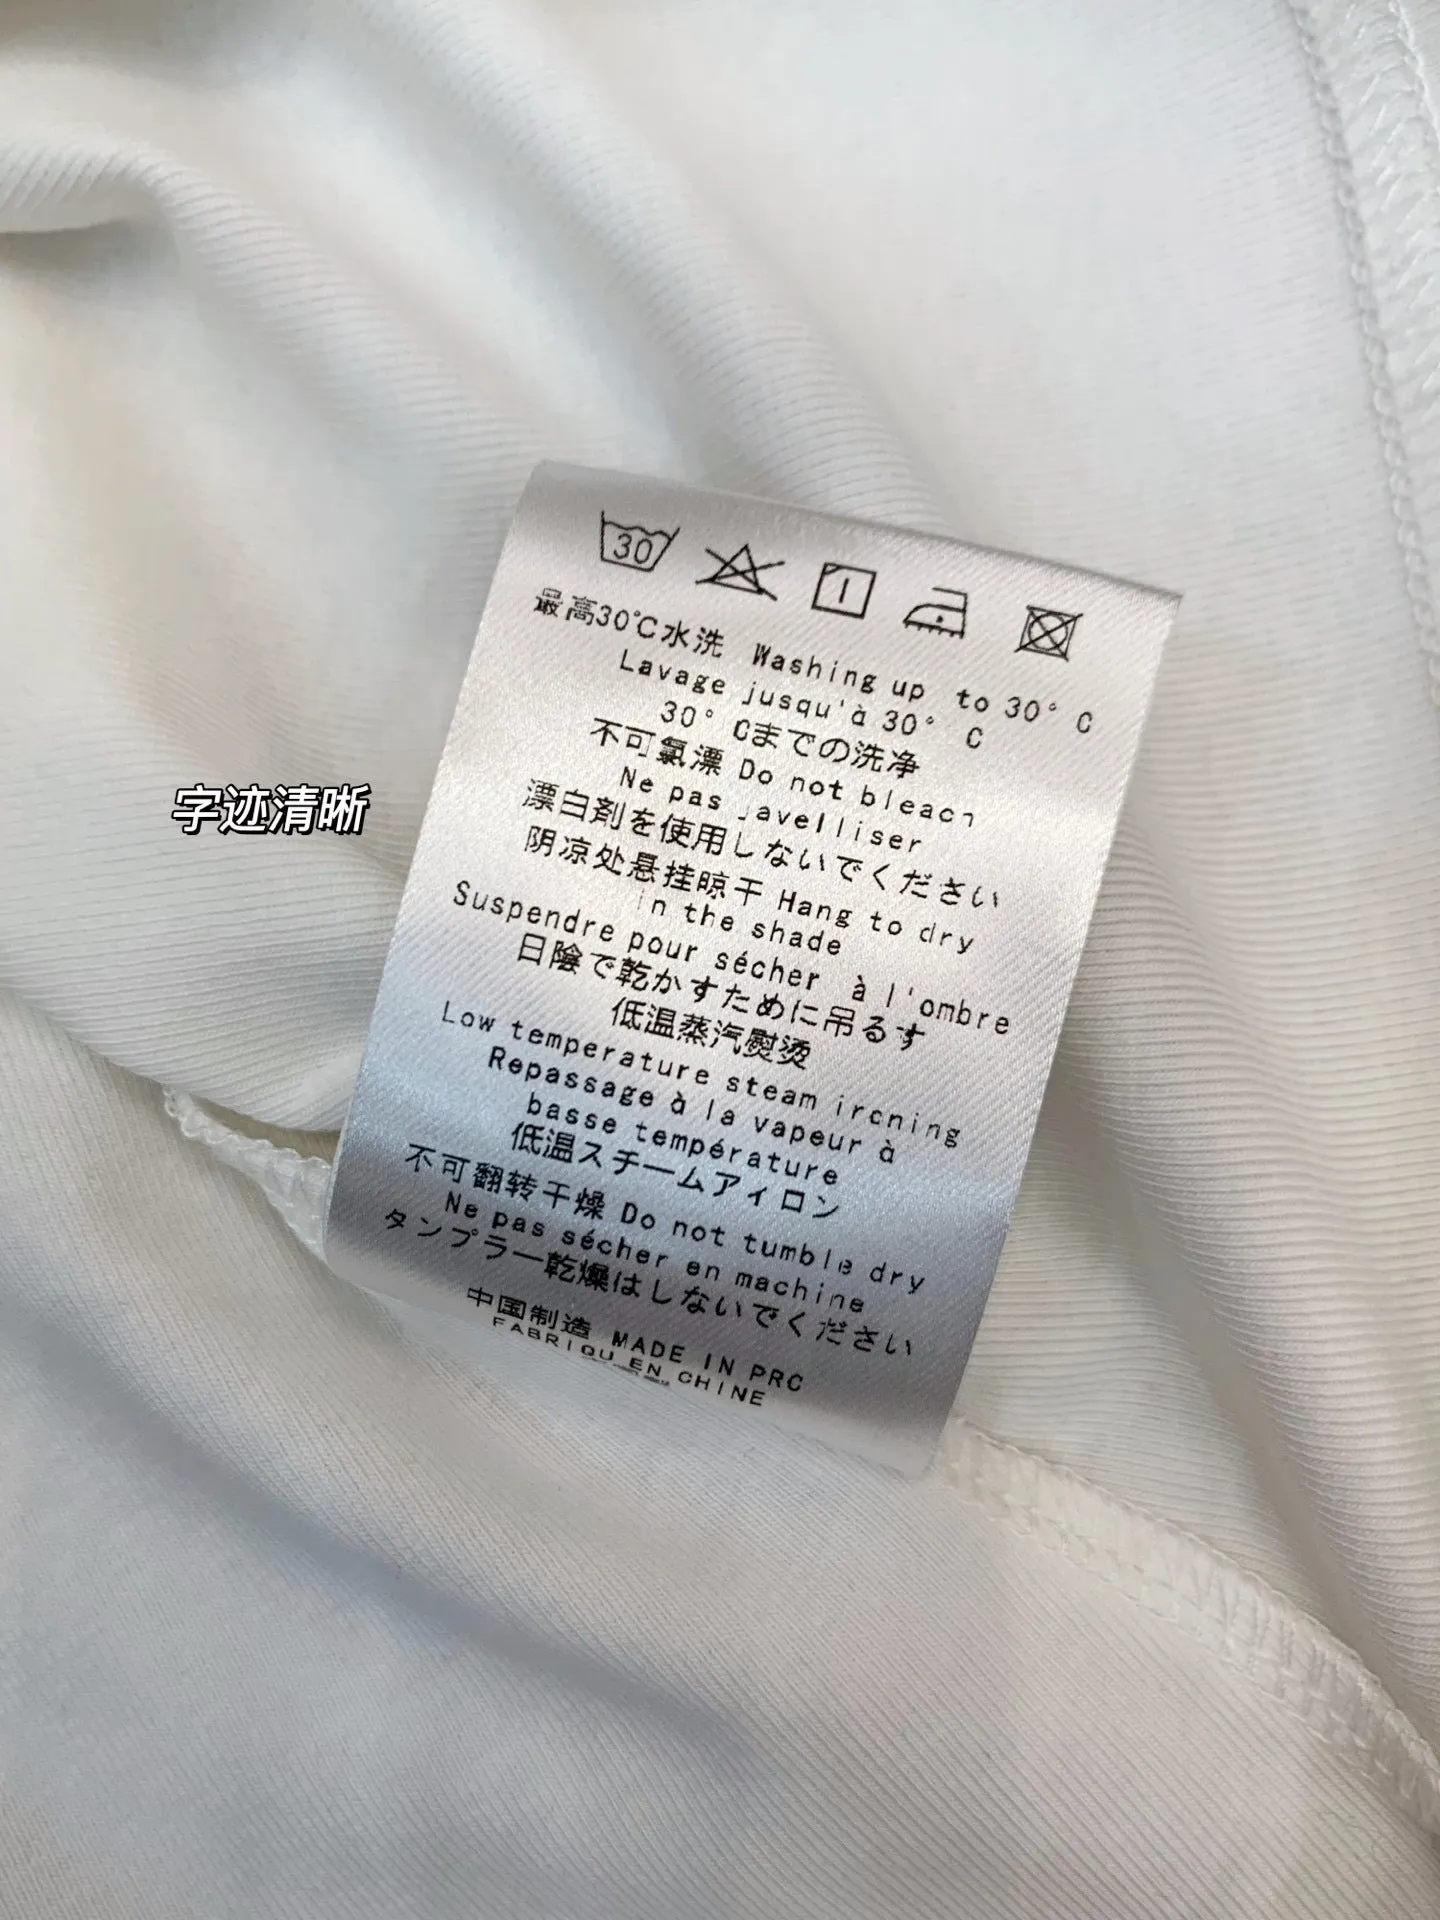 30
最高30℃水洗 Washing up to 30° C
Lavage jusqu'à 30° C
30° Cまでの洗净
不可氯漂 Do not bleach
Ne pas javelliser
漂白剤を使用しないでください
阴凉处悬挂晾干 Hang to dry
in the shade
Suspendre pour sécher à l'ombre
日陰で乾かすために吊るす
低温蒸汽熨烫
Low temperature steam ironing
Repassage à la vapeur à
basse température
低温スチームアイロン
不可翻转干燥 Do not tumble dry
Ne pas sécher en machine
タンプラー乾燥はしないでください
中国制造 MADE IN PRC
FABRIQU EN CHINE
字迹清晰